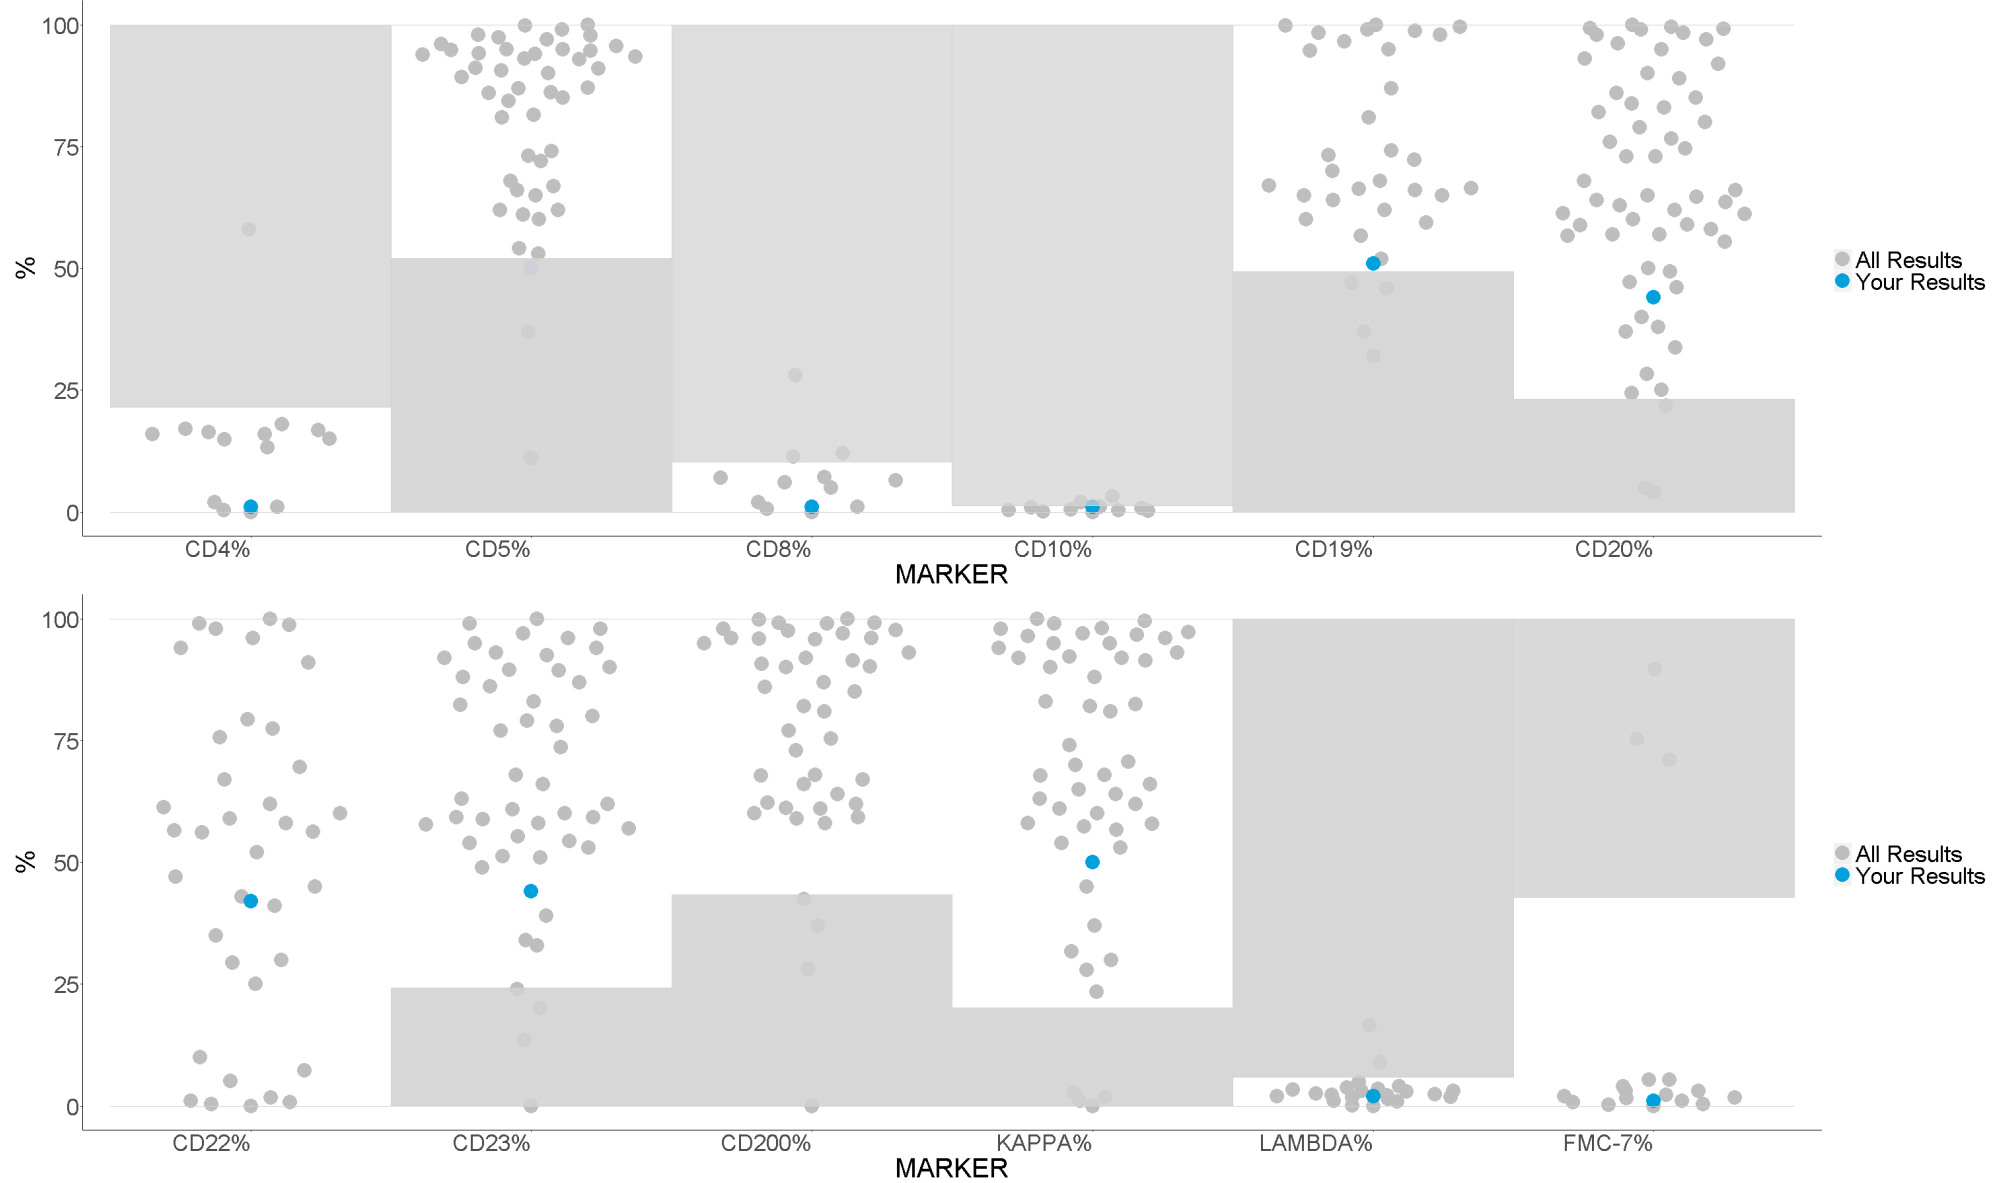 100
75
50
25
0
%
CD4% CD5% CD8% CD10% CD19% CD20%
MARKER
All Results
Your Results
100
75
50
25
0
%
CD22% CD23% CD200% KAPPA% LAMBDA% FMC-7%
MARKER
All Results
Your Results